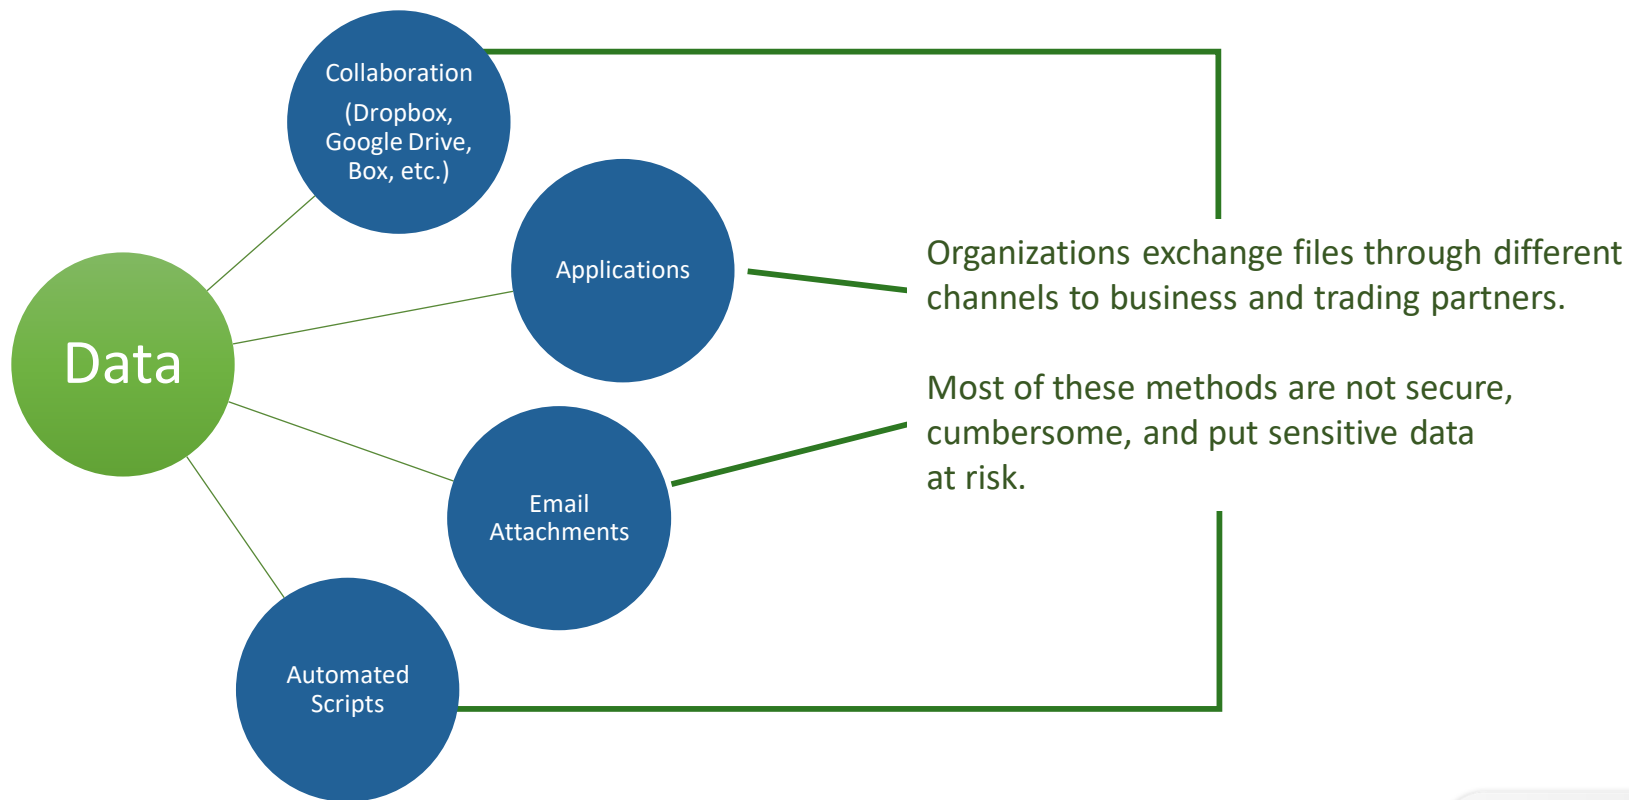 Collaboration
(Dropbox,
Google Drive,
Box, etc.)
Applications
Data
Email
Attachments
Automated
Scripts
Organizations exchange files through different
channels to business and trading partners.
Most of these methods are not secure,
cumbersome, and put sensitive data
at risk.